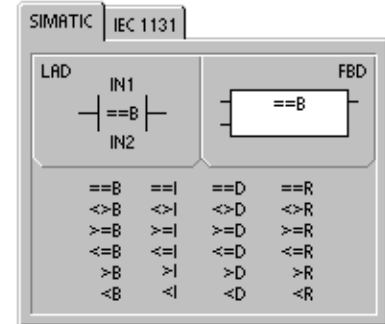 SIMATIC IEC 1131
LAD FBD
IN1
==B ==B
IN2
==B ==I ==D ==R
<>B <>I <>D <>R
>=B >=I >=D >=R
<=B <=I <=D <=R
>B >I >D >R
<B <I <D <R